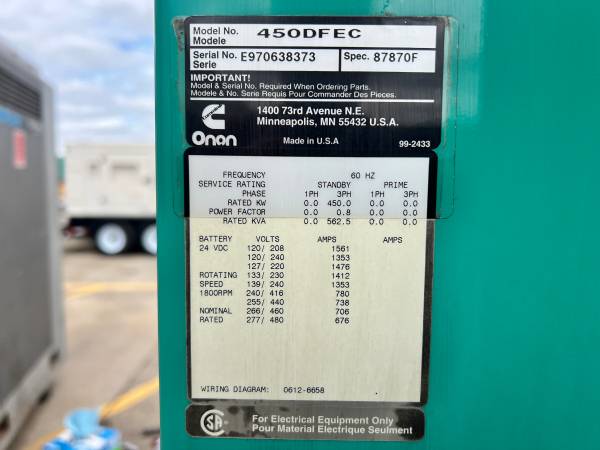 Model No. 450DFEC
Modele
Serial No. E970638373 Spec. 87870F
Serie
IMPORTANT!
Model & Serial No. Required When Ordering Parts.
Modele & No. Serie Requis Pour Commander Des Pieces.
Cummins
Onan
1400 73rd Avenue N.E.
Minneapolis, MN 55432 U.S.A.
Made in U.S.A 99-2433
FREQUENCY 60 HZ
SERVICE RATING STANDBY PRIME
PHASE 1PH 3PH 1PH 3PH
RATED KW 0.0 450.0 0.0 0.0
POWER FACTOR 0.0 0.8 0.0 0.0
RATED KVA 0.0 562.5 0.0 0.0
BATTERY VOLTS AMPS AMPS
24 VDC 120/ 208 1561
120/ 240 1353
127/ 220 1476
ROTATING 133/ 230 1412
SPEED 139/ 240 1353
1800RPM 240/ 416 780
255/ 440 738
NOMINAL 266/ 460 706
RATED 277/ 480 676
WIRING DIAGRAM: 0612-6658
For Electrical Equipment Only
Pour Material Electrique Seulment